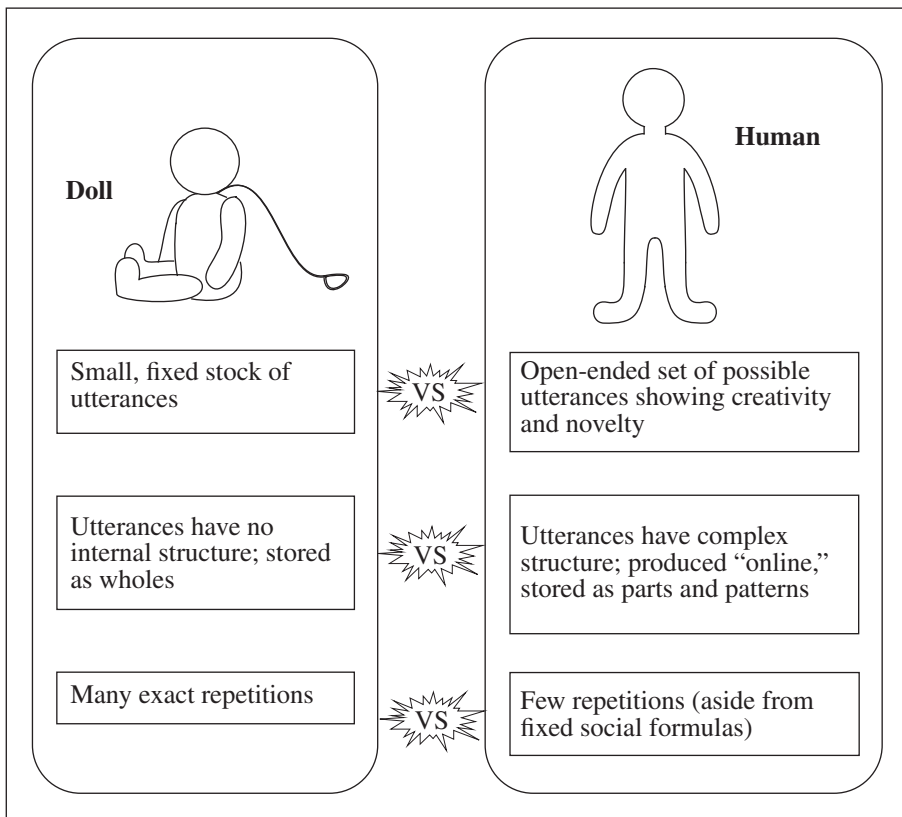 Doll
Human
Small, fixed stock of
utterances
VS
Open-ended set of possible
utterances showing creativity
and novelty
Utterances have no
internal structure; stored
as wholes
VS
Utterances have complex
structure; produced “online,”
stored as parts and patterns
Many exact repetitions
VS
Few repetitions (aside from
fixed social formulas)